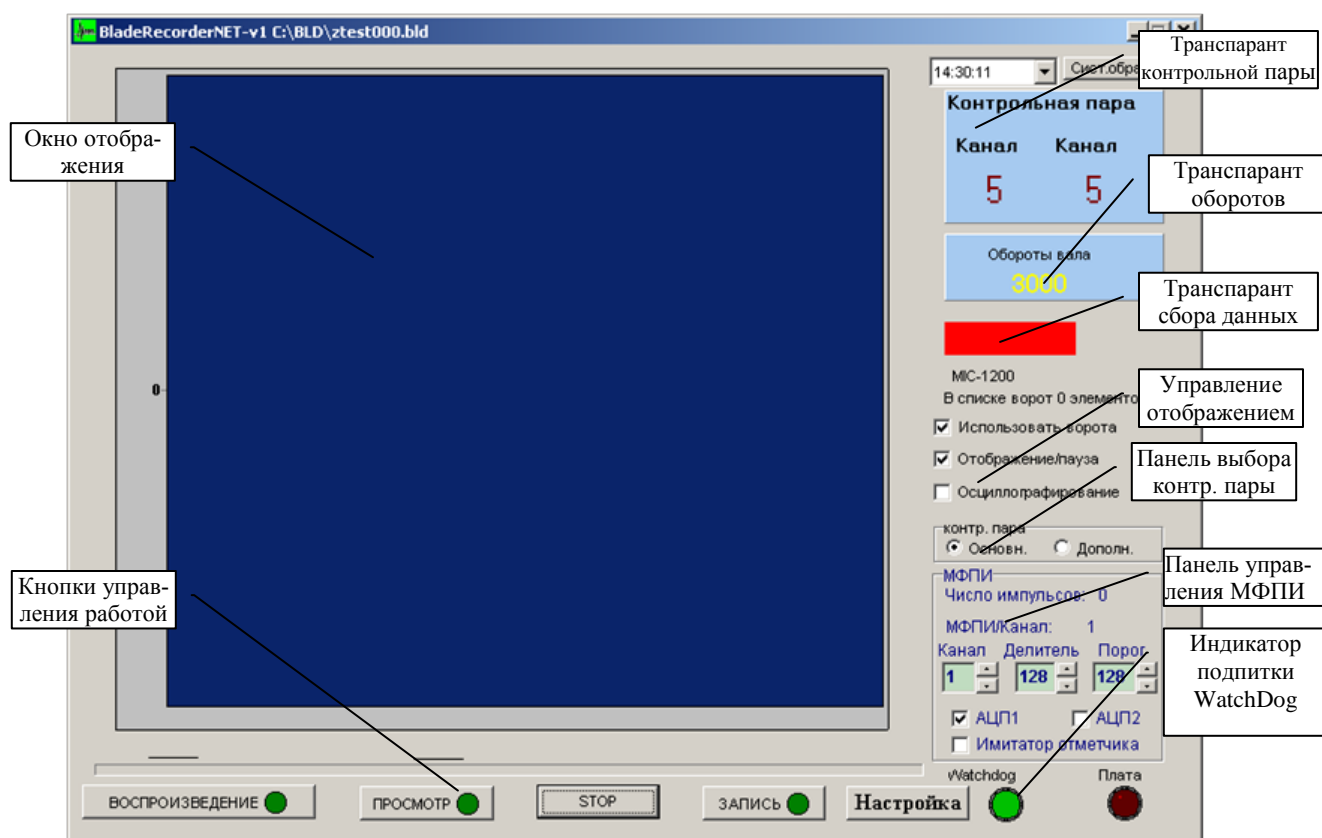 BladeRecorderNET-v1 C:\BLD\ztest000.bld
Транспарант
контрольной пары
14:30:11
Контрольная пара
Канал Канал
5 5
Окно отобра-
жения
Транспарант
оборотов
Обороты вала
3000
Транспарант
сбора данных
MIC-1200
В списке ворот 0
Управление
отображением
Использовать ворота
Отображение/пауза
Осциллографирование
Панель выбора
контр. пары
контр. пара
Основн. Дополн.
МФПИ
Число импульсов: 0
МФПИ/Канал: 1
Канал Делитель Порог
1 128 128
АЦП1 АЦП2
Имитатор отметчика
Панель управ-
ления МФПИ
Кнопки управ-
ления работой
Индикатор
подпитки
WatchDog
Watchdog Плата
0
ВОСПРОИЗВЕДЕНИЕ ПРОСМОТР STOP ЗАПИСЬ Настройка